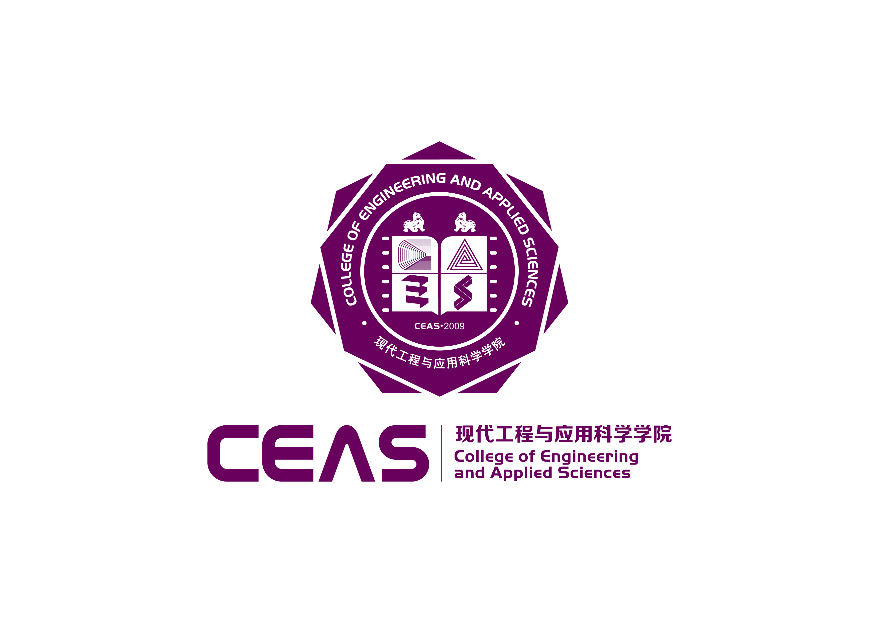 COLLEGE OF ENGINEERING AND APPLIED SCIENCES
CEAS•2009
现代工程与应用科学学院
CEAS
现代工程与应用科学学院
College of Engineering
and Applied Sciences